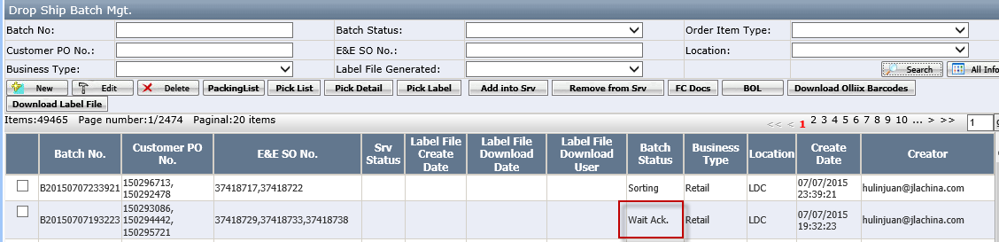 Drop Ship Batch Mgt.
Batch No: Batch Status: Order Item Type:
Customer PO No.: E&E SO No.: Location:
Business Type: Label File Generated: Search All Info
New Edit Delete PackingList Pick List Pick Detail Pick Label Add into Srv Remove from Srv FC Docs BOL Download Olliix Barcodes
Download Label File
Items:49465 Page number:1/2474 Paginal:20 items << < 1 2 3 4 5 6 7 8 9 10 ... > >> 1
Batch No. Customer PO No. E&E SO No. Srv Status Label File Create Date Label File Download Date Label File Download User Batch Status Business Type Location Create Date Creator
B20150707233921 150296713, 150292478 37418717,37418722 Sorting Retail LDC 07/07/2015 23:39:21 hulinjuan@jlachina.com
B20150707193223 150293086, 150294442, 150295721 37418729,37418733,37418738 Wait Ack. Retail LDC 07/07/2015 19:32:23 hulinjuan@jlachina.com